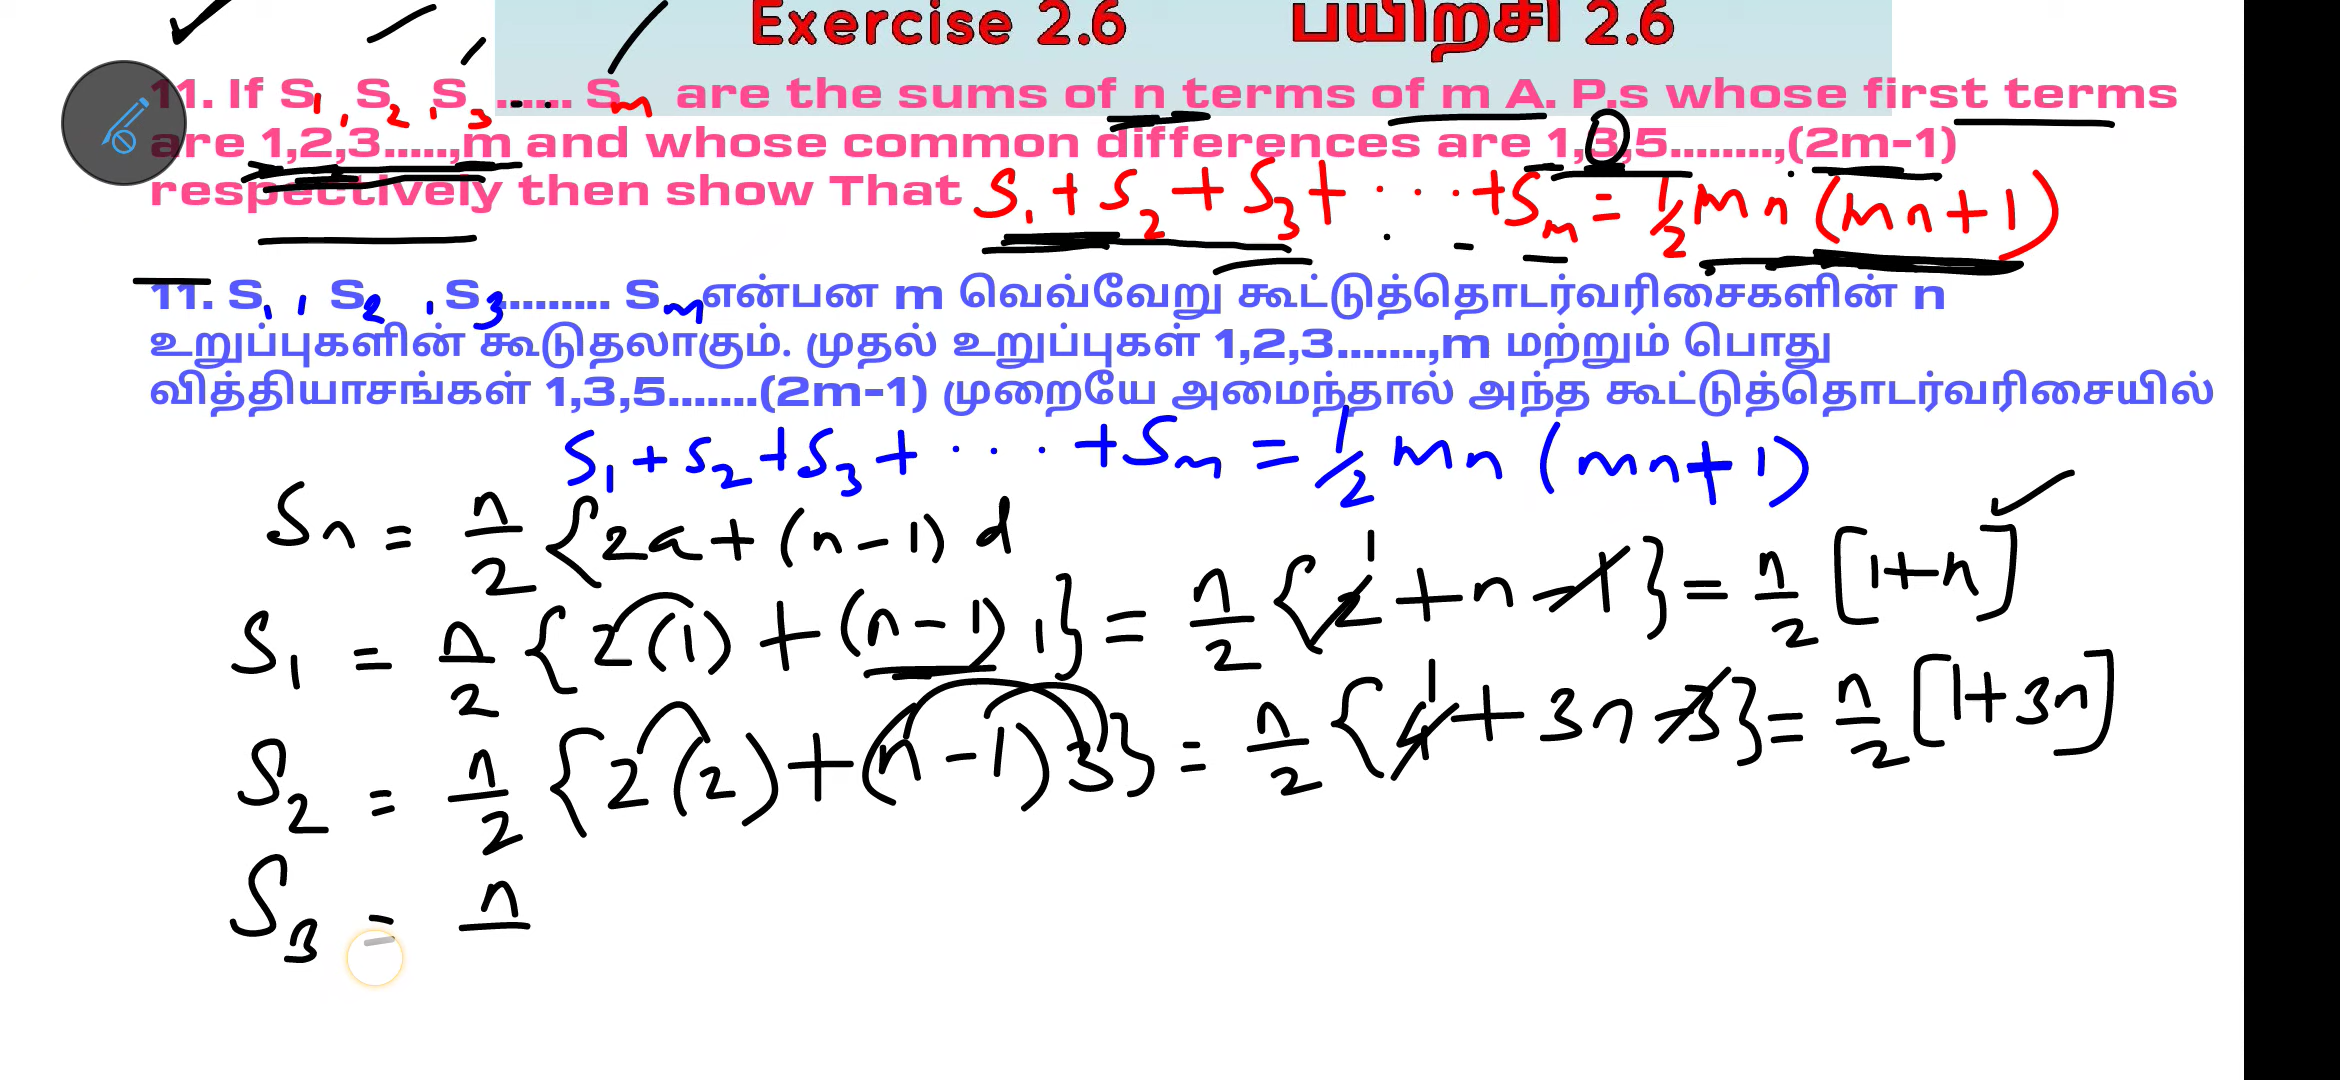 Exercise 2.6 பயிற்சி 2.6
11. If S₁, S₂, S₃ ...... Sm are the sums of n terms of m A. P.s whose first terms
are 1,2,3.....,m and whose common differences are 1,3,5.........,(2m-1)
respectively then show That S₁ + S₂ + S₃ + ... + Sm = 1/2 mn (mn+1)
11. S₁, S₂, S₃.......... Sm என்பன m வெவ்வேறு கூட்டுத்தொடர்வரிசைகளின் n
உறுப்புகளின் கூடுதலாகும். முதல் உறுப்புகள் 1,2,3.......,m மற்றும் பொது
வித்தியாசங்கள் 1,3,5.......(2m-1) முறையே அமைந்தால் அந்த கூட்டுத்தொடர்வரிசையில்
S₁ + S₂ + S₃ + ... + Sm = 1/2 mn (mn+1)
Sn = n/2 {2a + (n-1) d
S₁ = n/2 {2(1) + (n-1) 1} = n/2 {2 1 + n - 1} = n/2 [1+n]
S₂ = n/2 {2(2) + (n-1) 3} = n/2 {4 1 + 3n - 3} = n/2 [1+3n]
S₃ = n